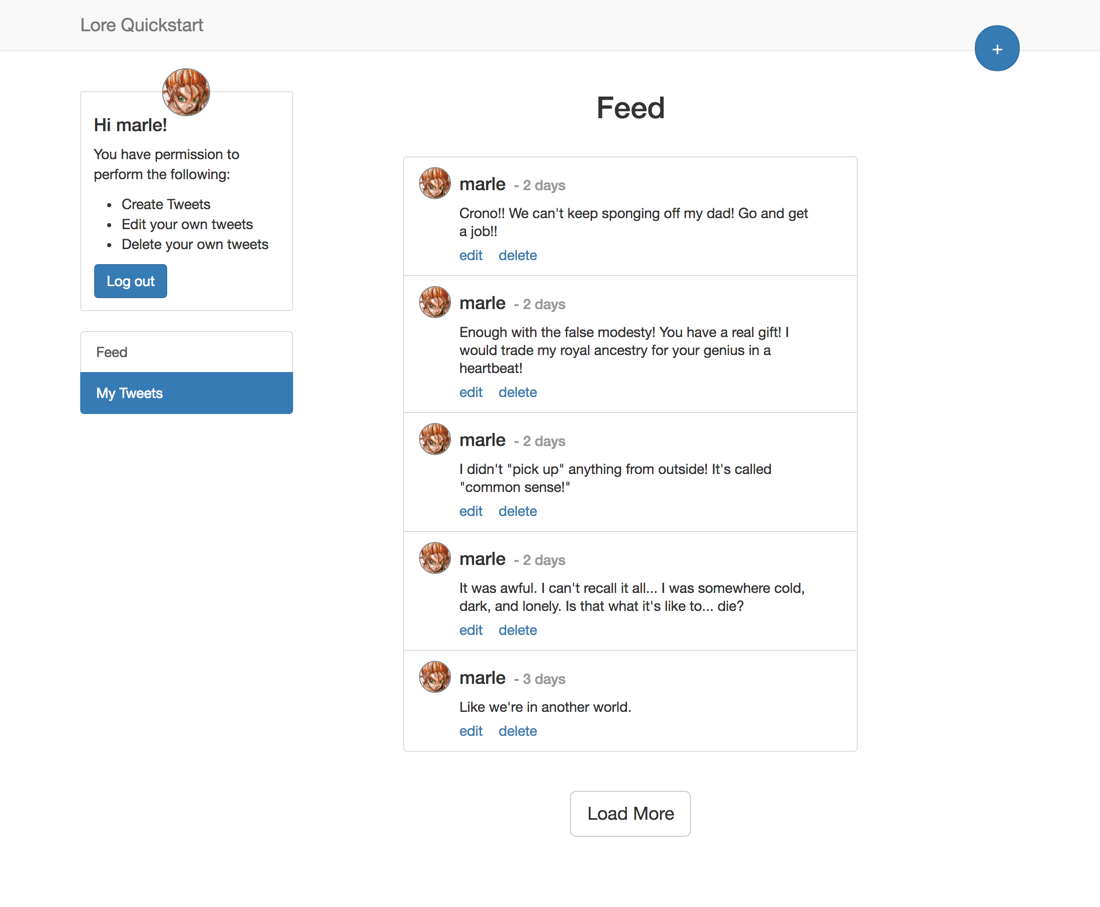 Lore Quickstart
+
Hi marle!
You have permission to
perform the following:
• Create Tweets
• Edit your own tweets
• Delete your own tweets
Log out
Feed
My Tweets
Feed
marle - 2 days
Crono!! We can't keep sponging off my dad! Go and get
a job!!
edit delete
marle - 2 days
Enough with the false modesty! You have a real gift! I
would trade my royal ancestry for your genius in a
heartbeat!
edit delete
marle - 2 days
I didn't "pick up" anything from outside! It's called
"common sense!"
edit delete
marle - 2 days
It was awful. I can't recall it all... I was somewhere cold,
dark, and lonely. Is that what it's like to... die?
edit delete
marle - 3 days
Like we're in another world.
edit delete
Load More